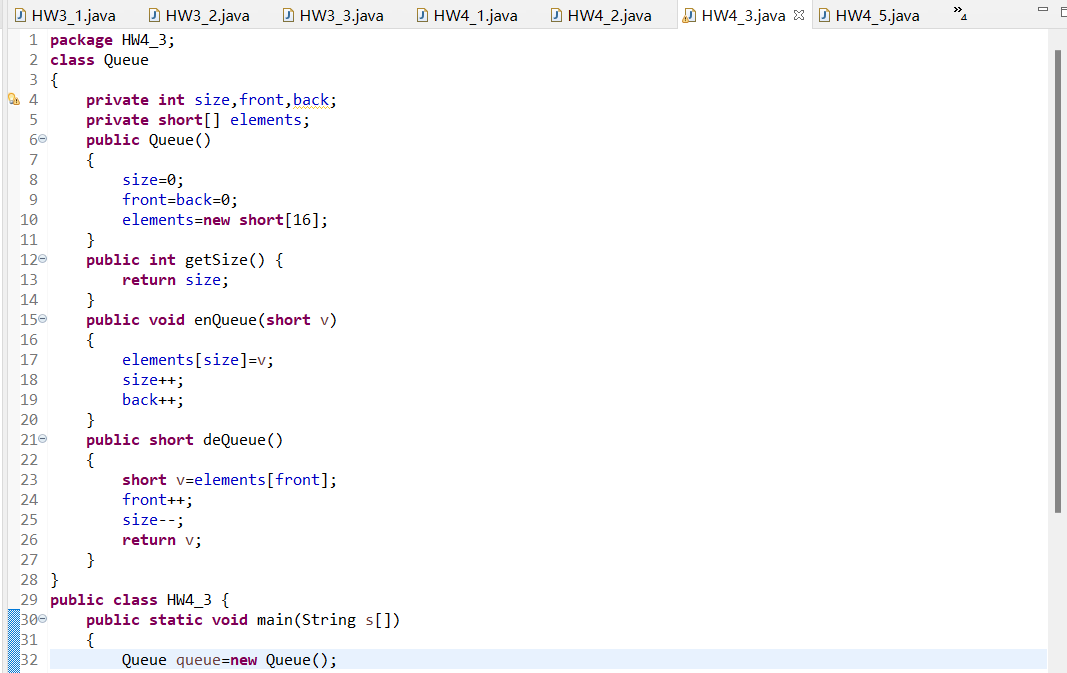 HW3_1.java HW3_2.java HW3_3.java HW4_1.java HW4_2.java HW4_3.java HW4_5.java »4
1 package HW4_3;
2 class Queue
3 {
4     private int size,front,back;
5     private short[] elements;
6     public Queue()
7     {
8         size=0;
9         front=back=0;
10         elements=new short[16];
11     }
12     public int getSize() {
13         return size;
14     }
15     public void enQueue(short v)
16     {
17         elements[size]=v;
18         size++;
19         back++;
20     }
21     public short deQueue()
22     {
23         short v=elements[front];
24         front++;
25         size--;
26         return v;
27     }
28 }
29 public class HW4_3 {
30     public static void main(String s[])
31     {
32         Queue queue=new Queue();